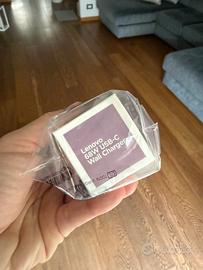 Lenovo
68W USB-C
Wall Charger